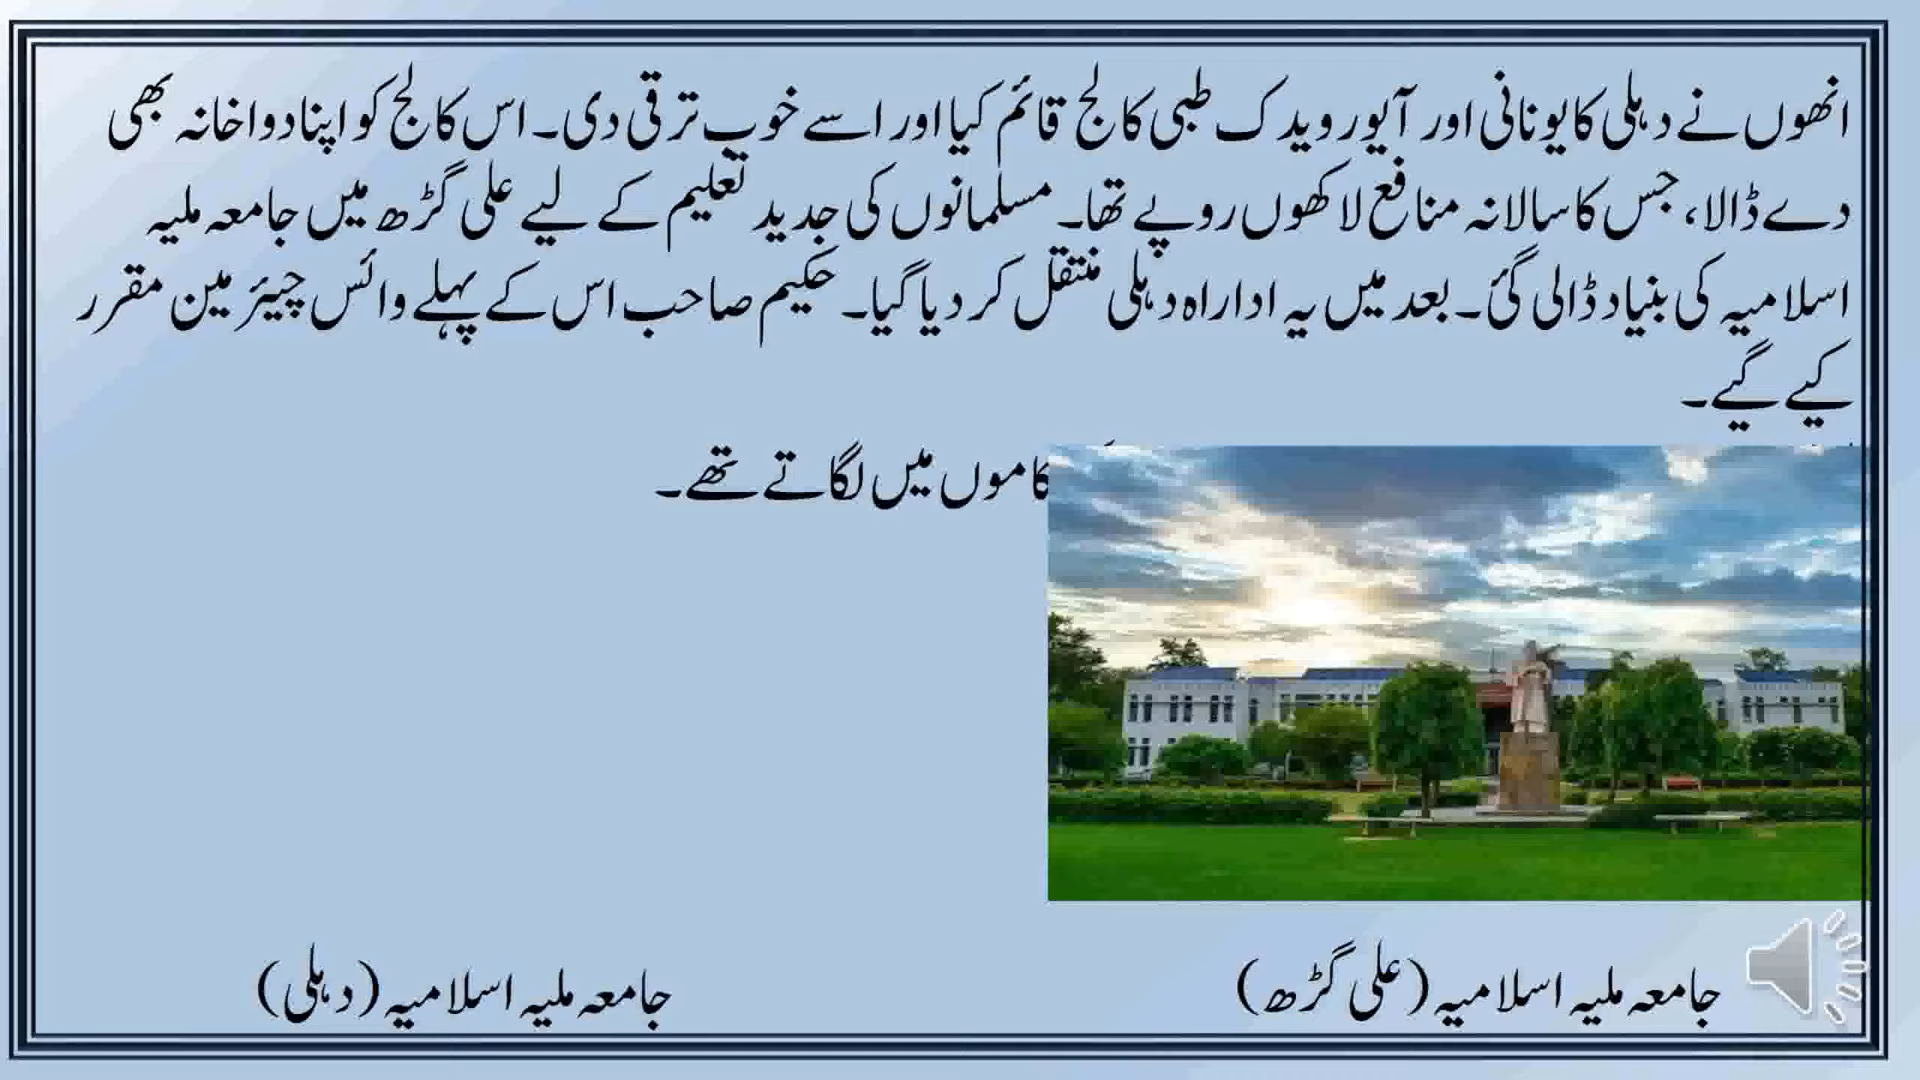 انھوں نے دہلی کا یونانی اور آیورویدک طبی کالج قائم کیا اور اسے خوب ترقی دی۔ اس کالج کو اپنا دواخانہ بھی
دے ڈالا، جس کا سالانہ منافع لاکھوں روپے تھا۔ مسلمانوں کی جدید تعلیم کے لیے علی گڑھ میں جامعہ ملیہ
اسلامیہ کی بنیاد ڈالی گئی۔ بعد میں یہ اداراہ دہلی منتقل کر دیا گیا۔ حکیم صاحب اس کے پہلے وائس چیئر مین مقرر
کیے گیے۔
کاموں میں لگاتے تھے۔
جامعہ ملیہ اسلامیہ (علی گڑھ)
جامعہ ملیہ اسلامیہ (دہلی)